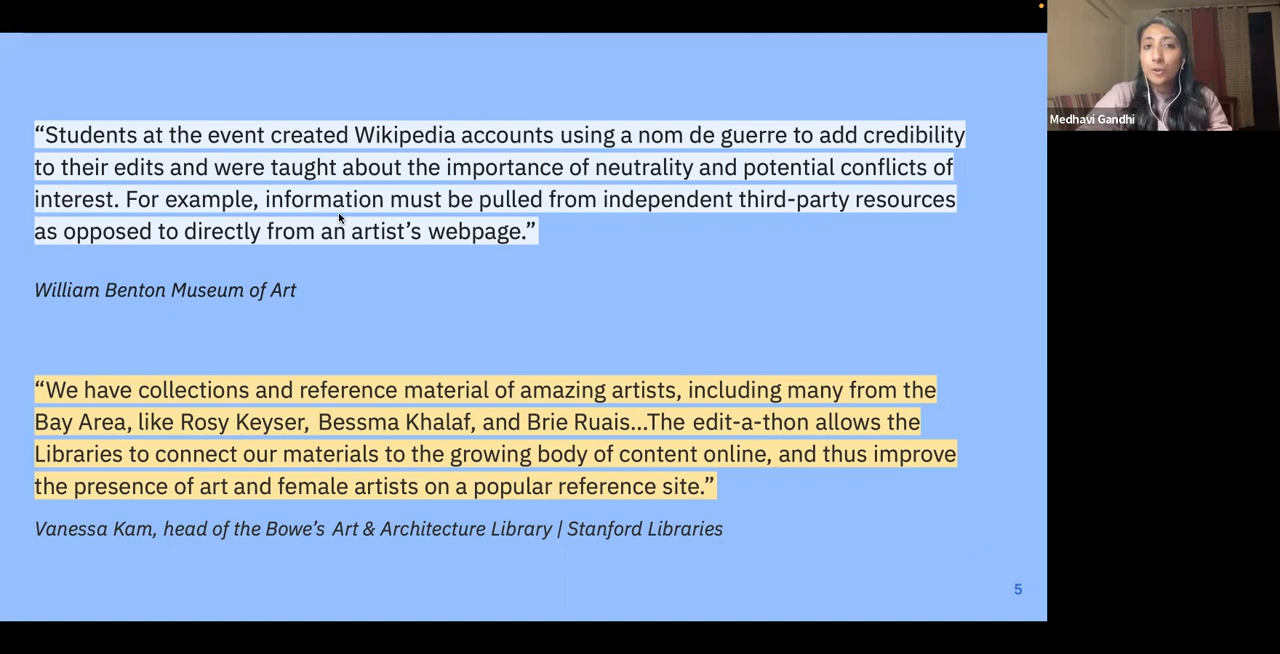 “Students at the event created Wikipedia accounts using a nom de guerre to add credibility
to their edits and were taught about the importance of neutrality and potential conflicts of
interest. For example, information must be pulled from independent third-party resources
as opposed to directly from an artist’s webpage.”
William Benton Museum of Art
“We have collections and reference material of amazing artists, including many from the
Bay Area, like Rosy Keyser, Bessma Khalaf, and Brie Ruais...The edit-a-thon allows the
Libraries to connect our materials to the growing body of content online, and thus improve
the presence of art and female artists on a popular reference site.”
Vanessa Kam, head of the Bowe’s Art & Architecture Library | Stanford Libraries
5
Medhavi Gandhi